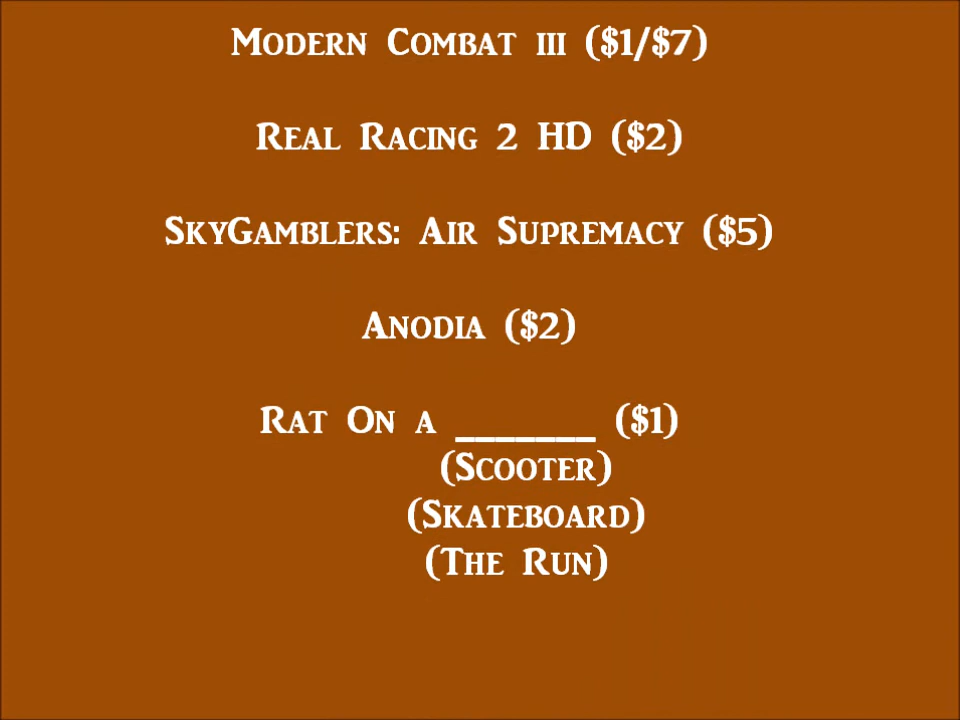 Modern Combat III ($1/$7)
Real Racing 2 HD ($2)
SkyGamblers: Air Supremacy ($5)
Anodia ($2)
Rat On a _______ ($1)
(Scooter)
(Skateboard)
(The Run)